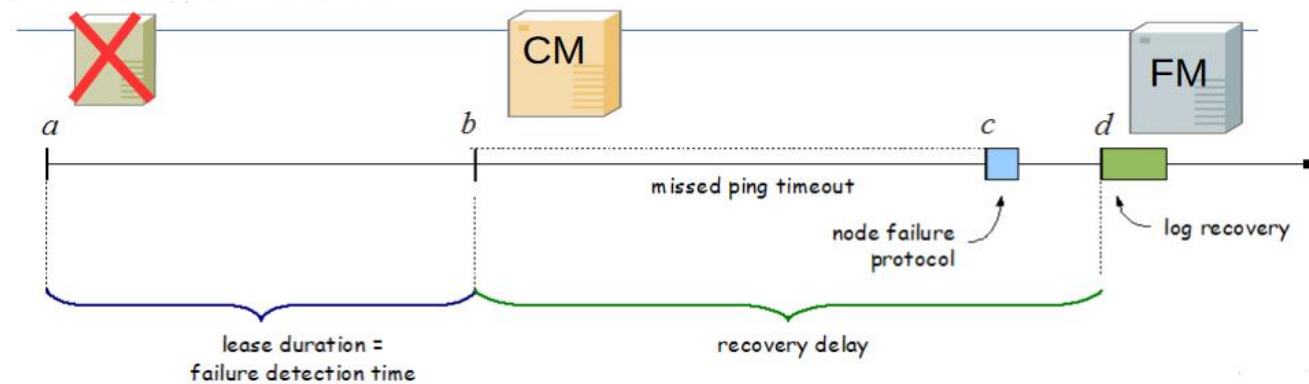 CM
FM
a
b
c
d
missed ping timeout
node failure
protocol
log recovery
lease duration =
failure detection time
recovery delay